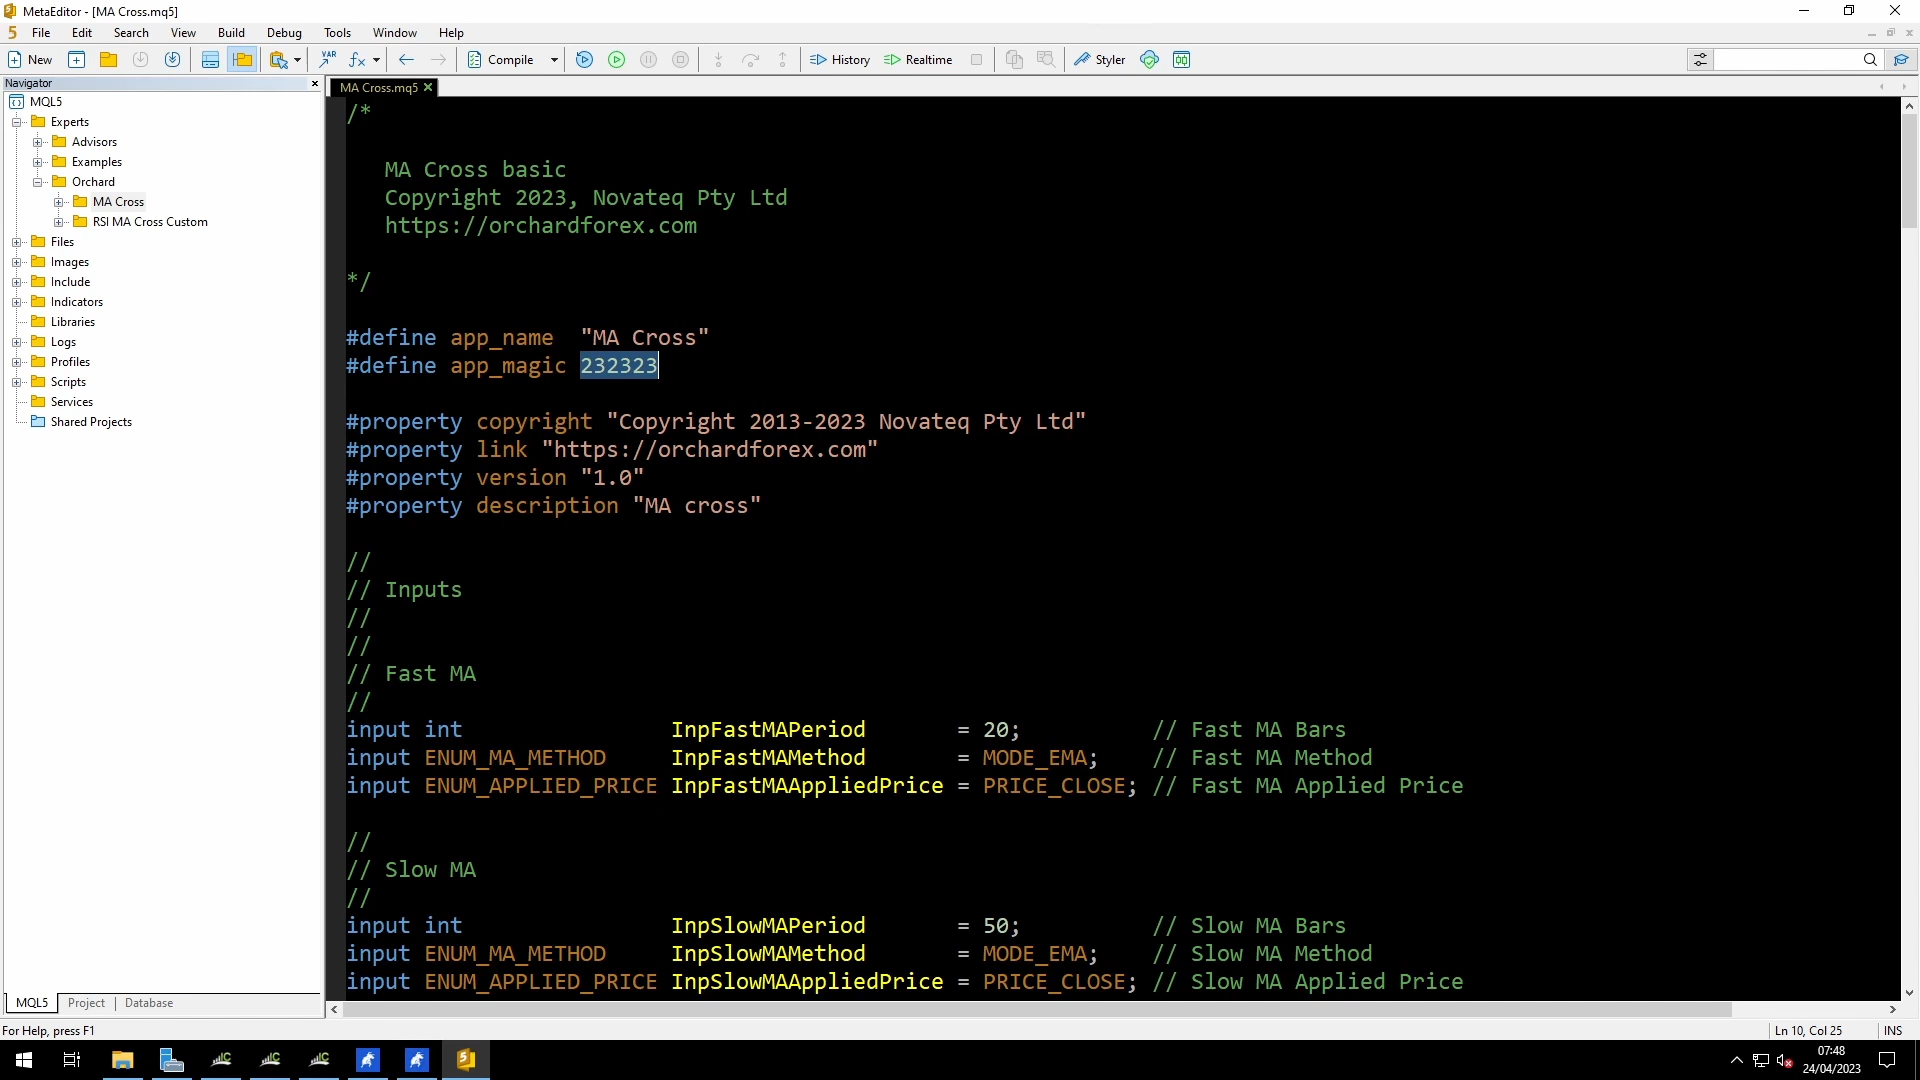 MetaEditor - [MA Cross.mq5]
File Edit Search View Build Debug Tools Window Help
New Compile History Realtime Styler
Navigator
MQL5
Experts
Advisors
Examples
Orchard
MA Cross
RSI MA Cross Custom
Files
Images
Include
Indicators
Libraries
Logs
Profiles
Scripts
Services
Shared Projects
MQL5 Project Database
MA Cross.mq5
/*
MA Cross basic
Copyright 2023, Novateq Pty Ltd
https://orchardforex.com
*/
#define app_name "MA Cross"
#define app_magic 232323
#property copyright "Copyright 2013-2023 Novateq Pty Ltd"
#property link "https://orchardforex.com"
#property version "1.0"
#property description "MA cross"
//
// Inputs
//
//
// Fast MA
//
input int InpFastMAPeriod = 20; // Fast MA Bars
input ENUM_MA_METHOD InpFastMAMethod = MODE_EMA; // Fast MA Method
input ENUM_APPLIED_PRICE InpFastMAAppliedPrice = PRICE_CLOSE; // Fast MA Applied Price
//
// Slow MA
//
input int InpSlowMAPeriod = 50; // Slow MA Bars
input ENUM_MA_METHOD InpSlowMAMethod = MODE_EMA; // Slow MA Method
input ENUM_APPLIED_PRICE InpSlowMAAppliedPrice = PRICE_CLOSE; // Slow MA Applied Price
For Help, press F1
Ln 10, Col 25 INS
07:48
24/04/2023